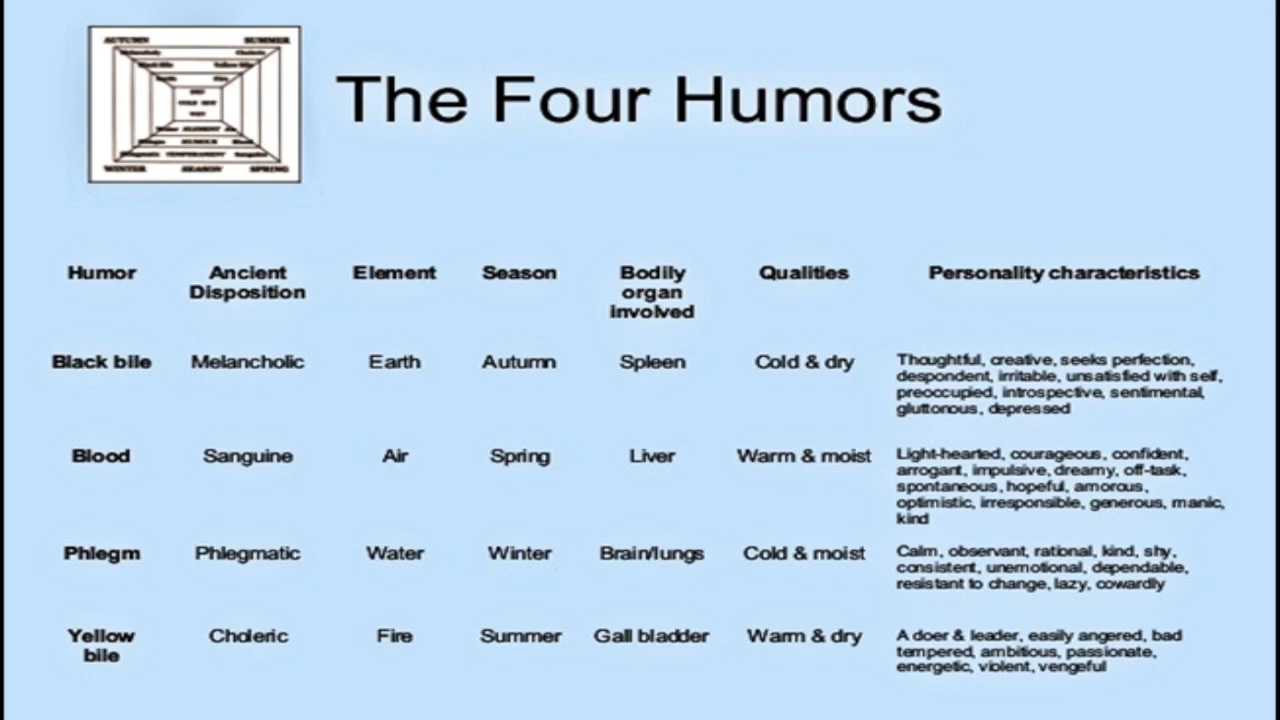 AUTUMN SUMMER
WINTER SEASON SPRING
The Four Humors
Humor Ancient Disposition Element Season Bodily organ involved Qualities Personality characteristics
Black bile Melancholic Earth Autumn Spleen Cold & dry
Thoughtful, creative, seeks perfection,
despondent, irritable, unsatisfied with self,
preoccupied, introspective, sentimental,
gluttonous, depressed
Blood Sanguine Air Spring Liver Warm & moist
Light-hearted, courageous, confident,
arrogant, impulsive, dreamy, off-task,
spontaneous, hopeful, amorous,
optimistic, irresponsible, generous, manic,
kind
Phlegm Phlegmatic Water Winter Brain/lungs Cold & moist
Calm, observant, rational, kind, shy,
consistent, unemotional, dependable,
resistant to change, lazy, cowardly
Yellow bile Choleric Fire Summer Gall bladder Warm & dry
A doer & leader, easily angered, bad
tempered, ambitious, passionate,
energetic, violent, vengeful